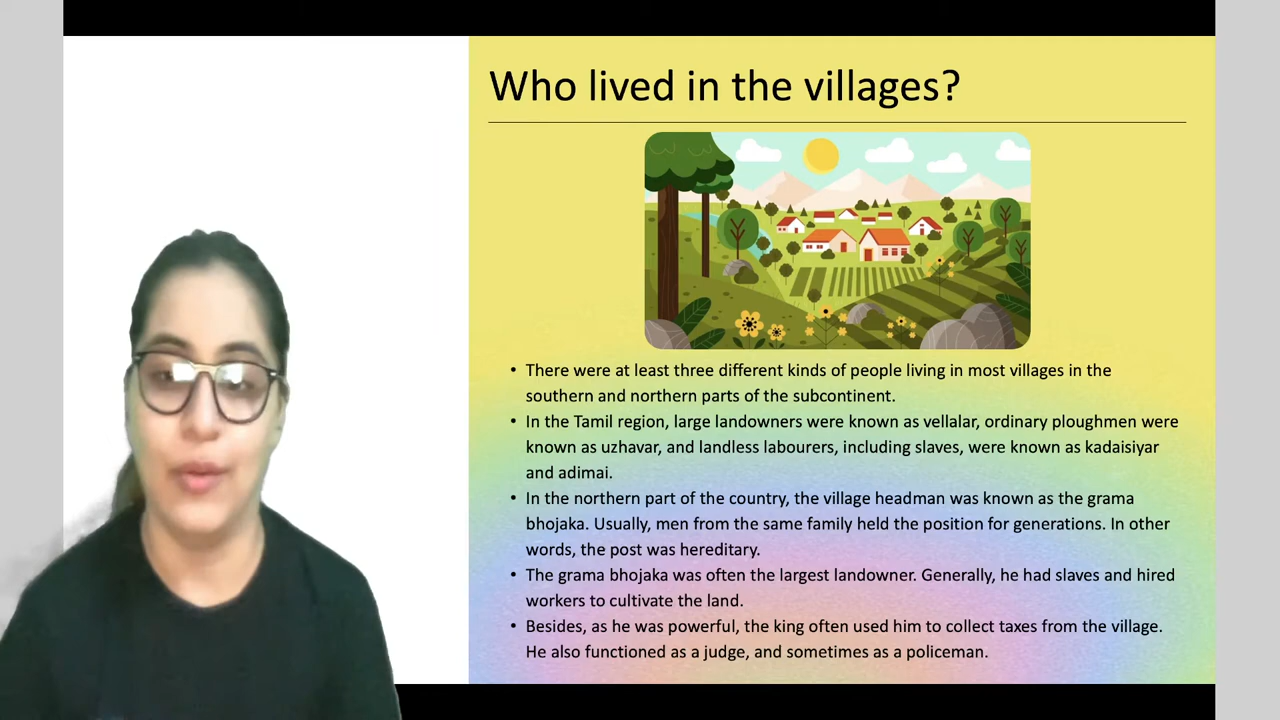 Who lived in the villages?
• There were at least three different kinds of people living in most villages in the
southern and northern parts of the subcontinent.
• In the Tamil region, large landowners were known as vellalar, ordinary ploughmen were
known as uzhavar, and landless labourers, including slaves, were known as kadaisiyar
and adimai.
• In the northern part of the country, the village headman was known as the grama
bhojaka. Usually, men from the same family held the position for generations. In other
words, the post was hereditary.
• The grama bhojaka was often the largest landowner. Generally, he had slaves and hired
workers to cultivate the land.
• Besides, as he was powerful, the king often used him to collect taxes from the village.
He also functioned as a judge, and sometimes as a policeman.